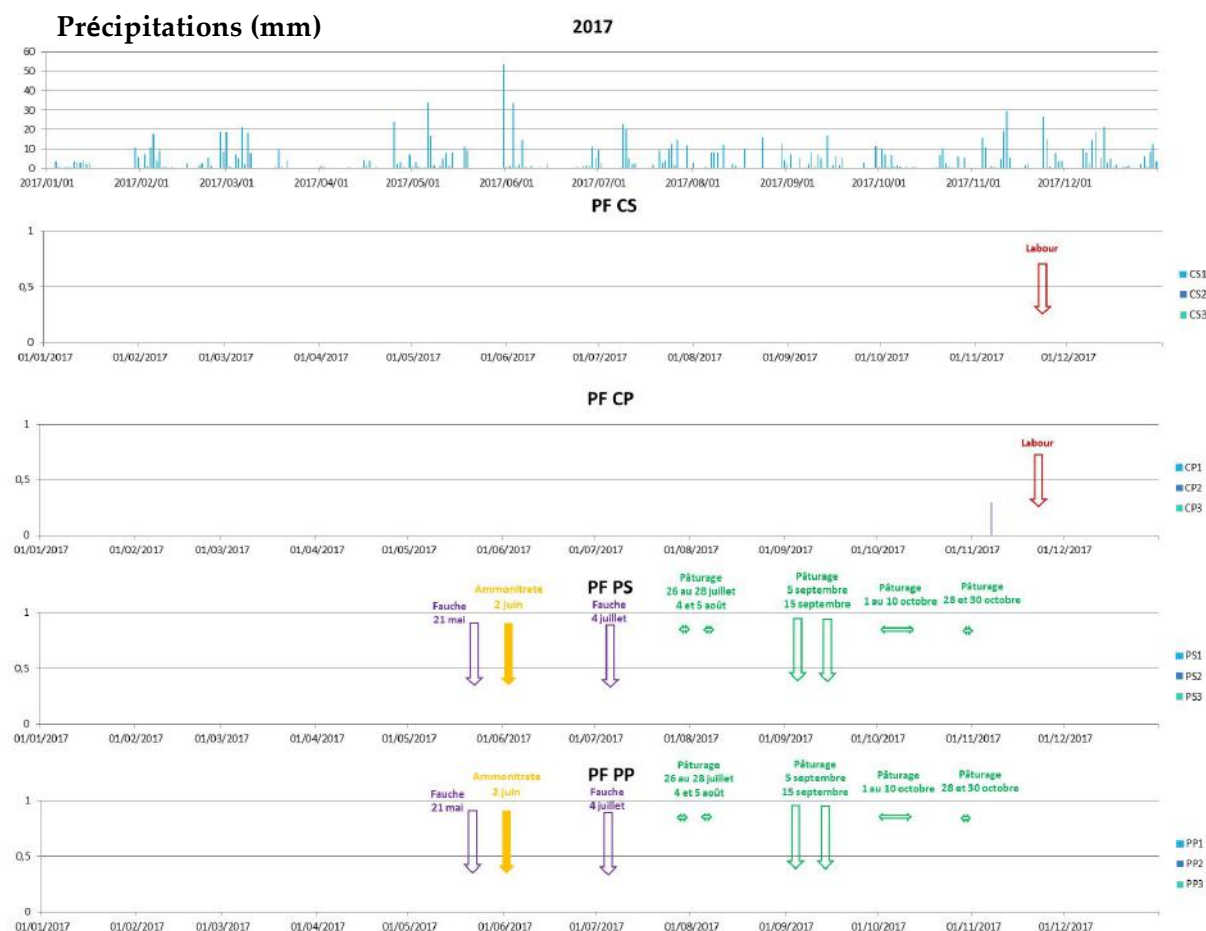 Précipitations (mm)
2017
60
50
40
30
20
10
0
2017/01/01 2017/02/01 2017/03/01 2017/04/01 2017/05/01 2017/06/01 2017/07/01 2017/08/01 2017/09/01 2017/10/01 2017/11/01 2017/12/01
PF CS
1
0,5
0
Labour
CS1
CS2
CS3
01/01/2017 01/02/2017 01/03/2017 01/04/2017 01/05/2017 01/06/2017 01/07/2017 01/08/2017 01/09/2017 01/10/2017 01/11/2017 01/12/2017
PF CP
1
0,5
0
Labour
CP1
CP2
CP3
01/01/2017 01/02/2017 01/03/2017 01/04/2017 01/05/2017 01/06/2017 01/07/2017 01/08/2017 01/09/2017 01/10/2017 01/11/2017 01/12/2017
PF PS
Fauche
21 mai
Ammonitrate
2 juin
Fauche
4 juillet
Pâturage
26 au 28 juillet
4 et 5 août
Pâturage
5 septembre
15 septembre
Pâturage
1 au 10 octobre
Pâturage
28 et 30 octobre
1
0,5
0
PS1
PS2
PS3
01/01/2017 01/02/2017 01/03/2017 01/04/2017 01/05/2017 01/06/2017 01/07/2017 01/08/2017 01/09/2017 01/10/2017 01/11/2017 01/12/2017
PF PP
Fauche
21 mai
Ammonitrate
2 juin
Fauche
4 juillet
Pâturage
26 au 28 juillet
4 et 5 août
Pâturage
5 septembre
15 septembre
Pâturage
1 au 10 octobre
Pâturage
28 et 30 octobre
1
0,5
0
PP1
PP2
PP3
01/01/2017 01/02/2017 01/03/2017 01/04/2017 01/05/2017 01/06/2017 01/07/2017 01/08/2017 01/09/2017 01/10/2017 01/11/2017 01/12/2017